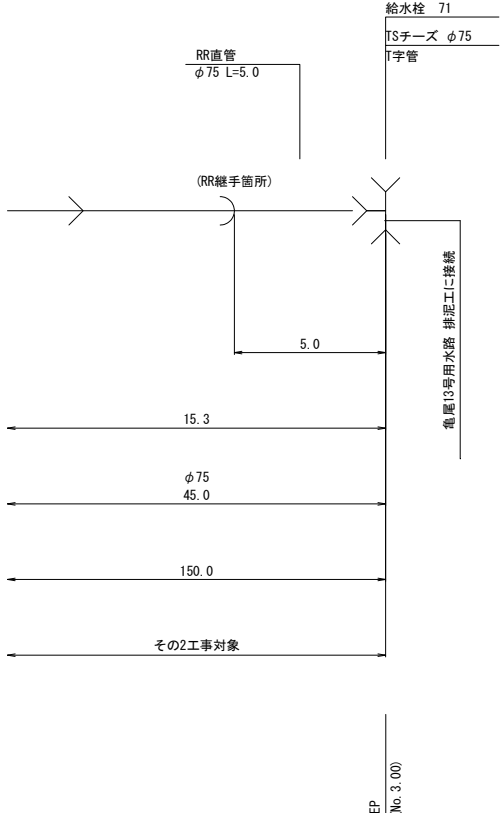 給水栓 71
TSチーズ φ75
T字管
RR直管
φ75 L=5.0
(RR継手箇所)
亀尾13号用水路 排泥工に接続
5.0
15.3
φ75
45.0
150.0
その2工事対象
EP
(No.3.00)